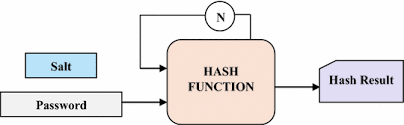 N
Salt
HASH
FUNCTION
Hash Result
Password